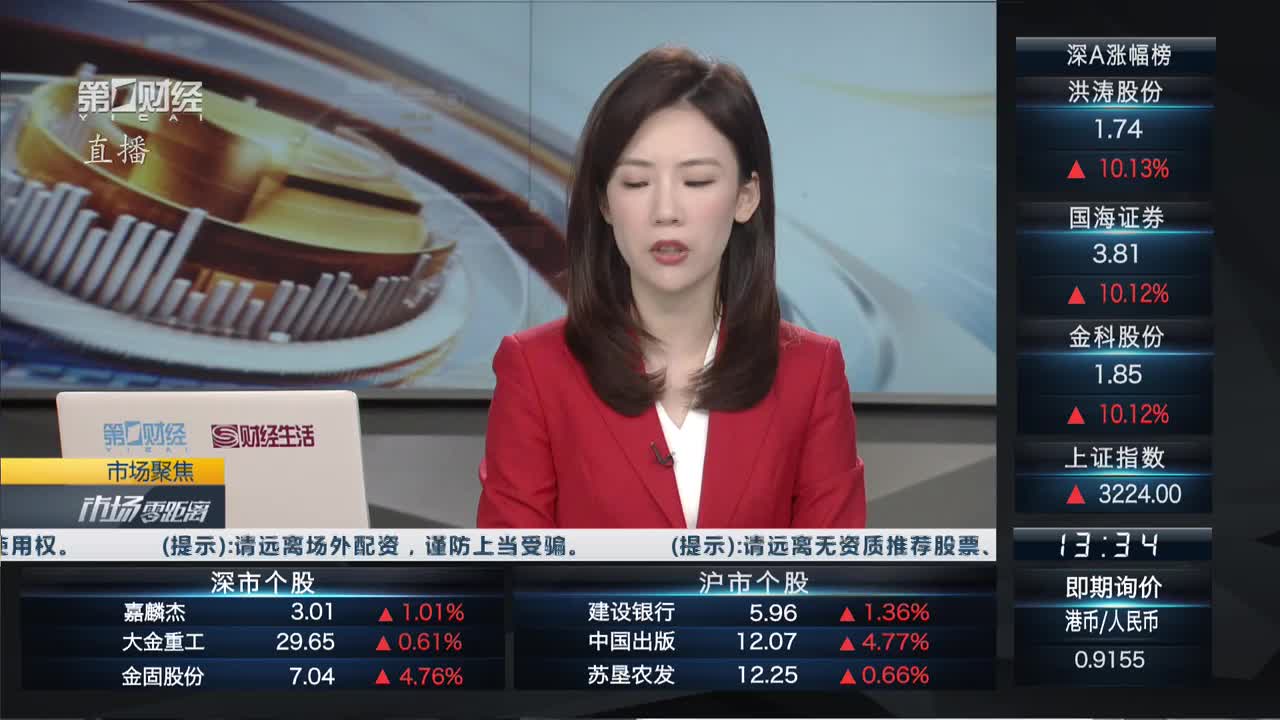 第一财经
YICAI
直播
第一财经
YICAI
财经生活
市场聚焦
市场零距离
使用权。 (提示):请远离场外配资，谨防上当受骗。 (提示):请远离无资质推荐股票、
深市个股
嘉麟杰 3.01 ▲1.01%
大金重工 29.65 ▲0.61%
金固股份 7.04 ▲4.76%
沪市个股
建设银行 5.96 ▲1.36%
中国出版 12.07 ▲4.77%
苏垦农发 12.25 ▲0.66%
深A涨幅榜
洪涛股份
1.74
▲ 10.13%
国海证券
3.81
▲ 10.12%
金科股份
1.85
▲ 10.12%
上证指数
▲ 3224.00
13:34
即期询价
港币/人民币
0.9155